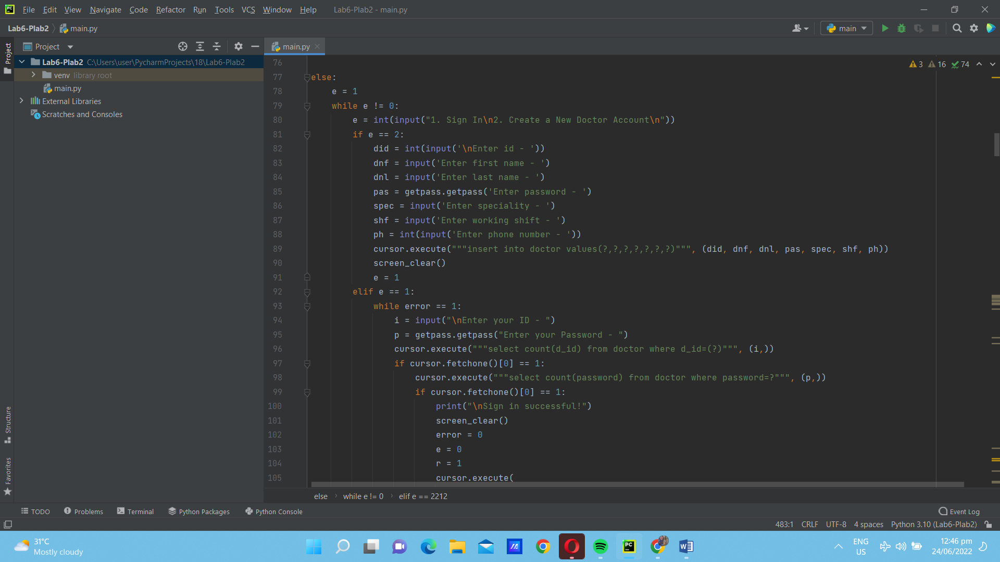 File Edit View Navigate Code Refactor Run Tools VCS Window Help Lab6-Plab2 - main.py
Lab6-Plab2 main.py main
Project main.py
Project
Lab6-Plab2 C:\Users\user\PycharmProjects\18\Lab6-Plab2
venv library root
main.py
External Libraries
Scratches and Consoles
Structure
Favorites
3 16 74
76
77 else:
78 e = 1
79 while e != 0:
80 e = int(input("1. Sign In\n2. Create a New Doctor Account\n"))
81 if e == 2:
82 did = int(input('\nEnter id - '))
83 dnf = input('Enter first name - ')
84 dnl = input('Enter last name - ')
85 pas = getpass.getpass('Enter password - ')
86 spec = input('Enter speciality - ')
87 shf = input('Enter working shift - ')
88 ph = int(input('Enter phone number - '))
89 cursor.execute("""insert into doctor values(?,?,?,?,?,?,?)""", (did, dnf, dnl, pas, spec, shf, ph))
90 screen_clear()
91 e = 1
92 elif e == 1:
93 while error == 1:
94 i = input("\nEnter your ID - ")
95 p = getpass.getpass("Enter your Password - ")
96 cursor.execute("""select count(d_id) from doctor where d_id=(?)""", (i,))
97 if cursor.fetchone()[0] == 1:
98 cursor.execute("""select count(password) from doctor where password=?""", (p,))
99 if cursor.fetchone()[0] == 1:
100 print("\nSign in successful!")
101 screen_clear()
102 error = 0
103 e = 0
104 r = 1
105 cursor.execute(
else while e != 0 elif e == 2212
TODO Problems Terminal Python Packages Python Console Event Log
483:1 CRLF UTF-8 4 spaces Python 3.10 (Lab6-Plab2)
31°C
Mostly cloudy
ENG
US
12:46 pm
24/06/2022